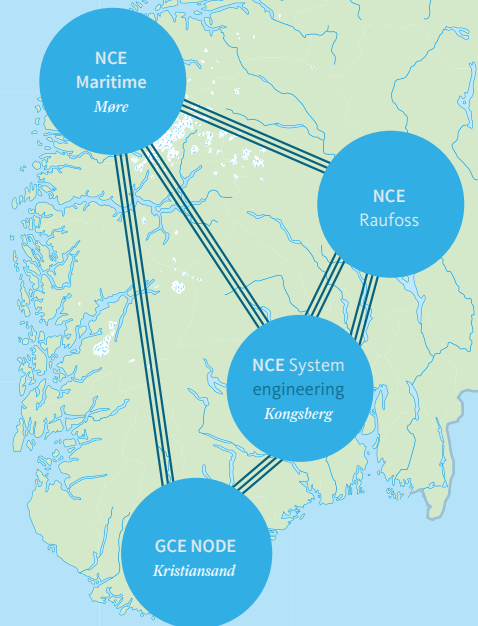 NCE
Maritime
Møre
NCE
Raufoss
NCE System
engineering
Kongsberg
GCE NODE
Kristiansand